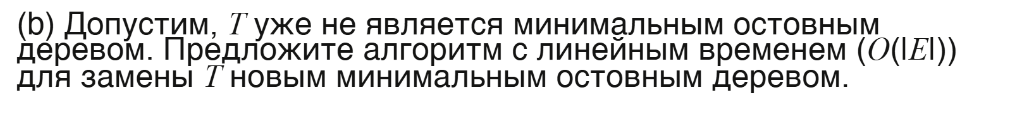 (b) Допустим, T уже не является минимальным остовным
деревом. Предложите алгоритм с линейным временем (O(|E|))
для замены T новым минимальным остовным деревом.